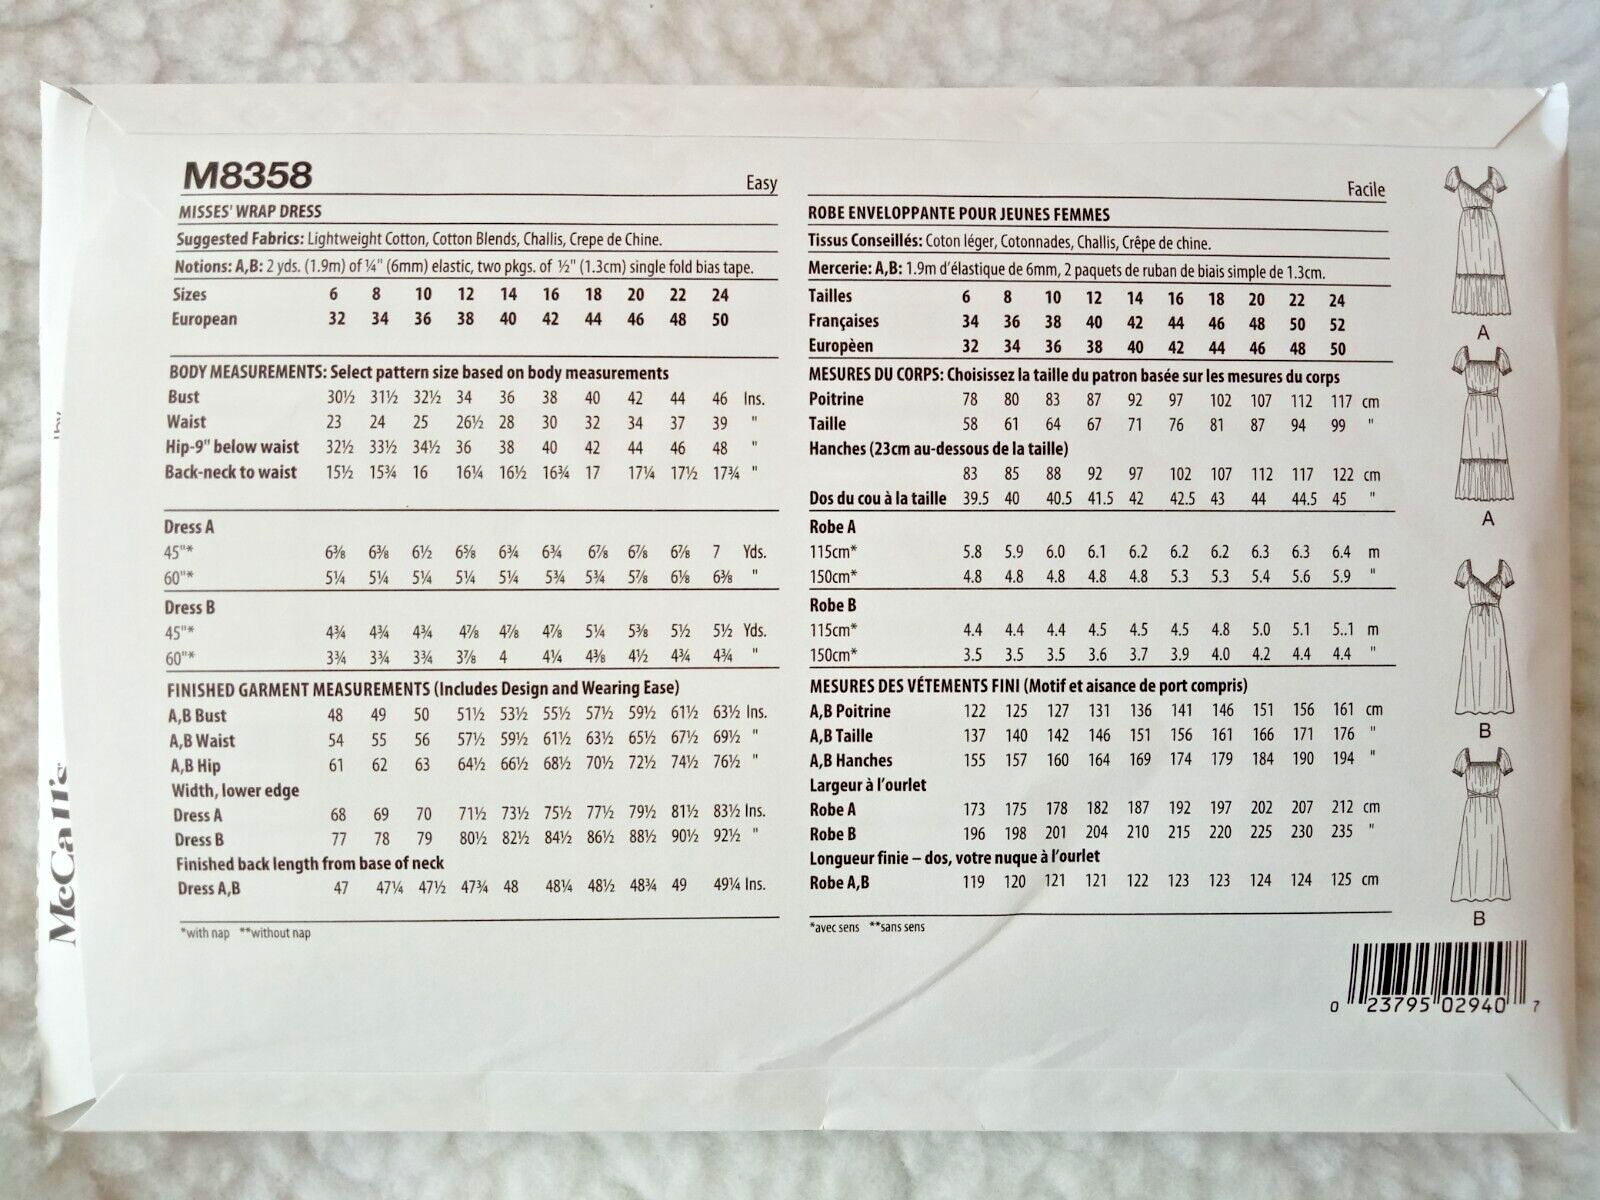 M8358
Easy
MISSES' WRAP DRESS
Suggested Fabrics: Lightweight Cotton, Cotton Blends, Challis, Crepe de Chine.
Notions: A,B: 2 yds. (1.9m) of ¼" (6mm) elastic, two pkgs. of ½" (1.3cm) single fold bias tape.
Sizes 6 8 10 12 14 16 18 20 22 24
European 32 34 36 38 40 42 44 46 48 50
BODY MEASUREMENTS: Select pattern size based on body measurements
Bust 30½ 31½ 32½ 34 36 38 40 42 44 46 Ins.
Waist 23 24 25 26½ 28 30 32 34 37 39 "
Hip-9" below waist 32½ 33½ 34½ 36 38 40 42 44 46 48 "
Back-neck to waist 15½ 15¾ 16 16¼ 16½ 16¾ 17 17¼ 17½ 17¾ "
Dress A
45"* 6⅜ 6⅜ 6½ 6⅝ 6¾ 6¾ 6⅞ 6⅞ 6⅞ 7 Yds.
60"* 5¼ 5¼ 5¼ 5¼ 5¼ 5¾ 5¾ 5⅞ 6⅛ 6⅜ "
Dress B
45"* 4¾ 4¾ 4¾ 4⅞ 4⅞ 4⅞ 5¼ 5⅜ 5½ 5½ Yds.
60"* 3¾ 3¾ 3¾ 3⅞ 4 4¼ 4⅜ 4½ 4¾ 4¾ "
FINISHED GARMENT MEASUREMENTS (Includes Design and Wearing Ease)
A,B Bust 48 49 50 51½ 53½ 55½ 57½ 59½ 61½ 63½ Ins.
A,B Waist 54 55 56 57½ 59½ 61½ 63½ 65½ 67½ 69½ "
A,B Hip 61 62 63 64½ 66½ 68½ 70½ 72½ 74½ 76½ "
Width, lower edge
Dress A 68 69 70 71½ 73½ 75½ 77½ 79½ 81½ 83½ Ins.
Dress B 77 78 79 80½ 82½ 84½ 86½ 88½ 90½ 92½ "
Finished back length from base of neck
Dress A,B 47 47¼ 47½ 47¾ 48 48¼ 48½ 48¾ 49 49¼ Ins.
*with nap **without nap
Facile
ROBE ENVELOPPANTE POUR JEUNES FEMMES
Tissus Conseillés: Coton léger, Cotonnades, Challis, Crêpe de chine.
Mercerie: A,B: 1.9m d'élastique de 6mm, 2 paquets de ruban de biais simple de 1.3cm.
Tailles 6 8 10 12 14 16 18 20 22 24
Françaises 34 36 38 40 42 44 46 48 50 52
Europèen 32 34 36 38 40 42 44 46 48 50
MESURES DU CORPS: Choisissez la taille du patron basée sur les mesures du corps
Poitrine 78 80 83 87 92 97 102 107 112 117 cm
Taille 58 61 64 67 71 76 81 87 94 99 "
Hanches (23cm au-dessous de la taille)
83 85 88 92 97 102 107 112 117 122 cm
Dos du cou à la taille 39.5 40 40.5 41.5 42 42.5 43 44 44.5 45 "
Robe A
115cm* 5.8 5.9 6.0 6.1 6.2 6.2 6.2 6.3 6.3 6.4 m
150cm* 4.8 4.8 4.8 4.8 4.8 5.3 5.3 5.4 5.6 5.9 "
Robe B
115cm* 4.4 4.4 4.4 4.5 4.5 4.5 4.8 5.0 5.1 5..1 m
150cm* 3.5 3.5 3.5 3.6 3.7 3.9 4.0 4.2 4.4 4.4 "
MESURES DES VÉTEMENTS FINI (Motif et aisance de port compris)
A,B Poitrine 122 125 127 131 136 141 146 151 156 161 cm
A,B Taille 137 140 142 146 151 156 161 166 171 176 "
A,B Hanches 155 157 160 164 169 174 179 184 190 194 "
Largeur à l'ourlet
Robe A 173 175 178 182 187 192 197 202 207 212 cm
Robe B 196 198 201 204 210 215 220 225 230 235 "
Longueur finie – dos, votre nuque à l'ourlet
Robe A,B 119 120 121 121 122 123 123 124 124 125 cm
*avec sens **sans sens
A
A
B
B
0 23795 02940 7
McCall's